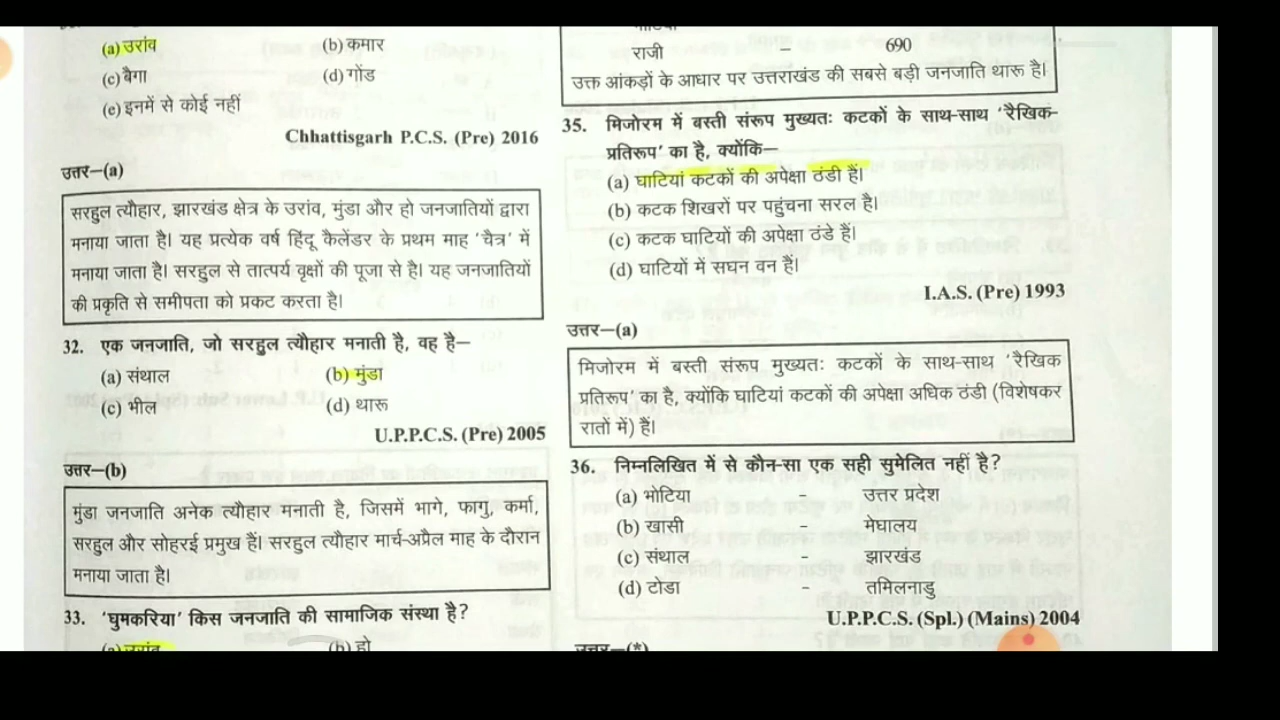 (a) उरांव (b) कमार
(c) बैगा (d) गोंड
(e) इनमें से कोई नहीं
Chhattisgarh P.C.S. (Pre) 2016
उत्तर–(a)
सरहुल त्यौहार, झारखंड क्षेत्र के उरांव, मुंडा और हो जनजातियों द्वारा
मनाया जाता है। यह प्रत्येक वर्ष हिंदू कैलेंडर के प्रथम माह 'चैत्र' में
मनाया जाता है। सरहुल से तात्पर्य वृक्षों की पूजा से है। यह जनजातियों
की प्रकृति से समीपता को प्रकट करता है।
32. एक जनजाति, जो सरहुल त्यौहार मनाती है, वह है–
(a) संथाल (b) मुंडा
(c) भील (d) थारू
U.P.P.C.S. (Pre) 2005
उत्तर–(b)
मुंडा जनजाति अनेक त्यौहार मनाती है, जिसमें भागे, फागु, कर्मा,
सरहुल और सोहरई प्रमुख हैं। सरहुल त्यौहार मार्च-अप्रैल माह के दौरान
मनाया जाता है।
33. 'घुमकरिया' किस जनजाति की सामाजिक संस्था है?
(a) उरांव (b) हो
राजी – 690
उक्त आंकड़ों के आधार पर उत्तराखंड की सबसे बड़ी जनजाति थारू है।
35. मिजोरम में बस्ती संरूप मुख्यतः कटकों के साथ-साथ 'रैखिक-
प्रतिरूप' का है, क्योंकि–
(a) घाटियां कटकों की अपेक्षा ठंडी हैं।
(b) कटक शिखरों पर पहुंचना सरल है।
(c) कटक घाटियों की अपेक्षा ठंडे हैं।
(d) घाटियों में सघन वन हैं।
I.A.S. (Pre) 1993
उत्तर–(a)
मिजोरम में बस्ती संरूप मुख्यतः कटकों के साथ-साथ 'रैखिक
प्रतिरूप' का है, क्योंकि घाटियां कटकों की अपेक्षा अधिक ठंडी (विशेषकर
रातों में) हैं।
36. निम्नलिखित में से कौन-सा एक सही सुमेलित नहीं है?
(a) भोटिया - उत्तर प्रदेश
(b) खासी - मेघालय
(c) संथाल - झारखंड
(d) टोडा - तमिलनाडु
U.P.P.C.S. (Spl.) (Mains) 2004
उत्तर–(*)